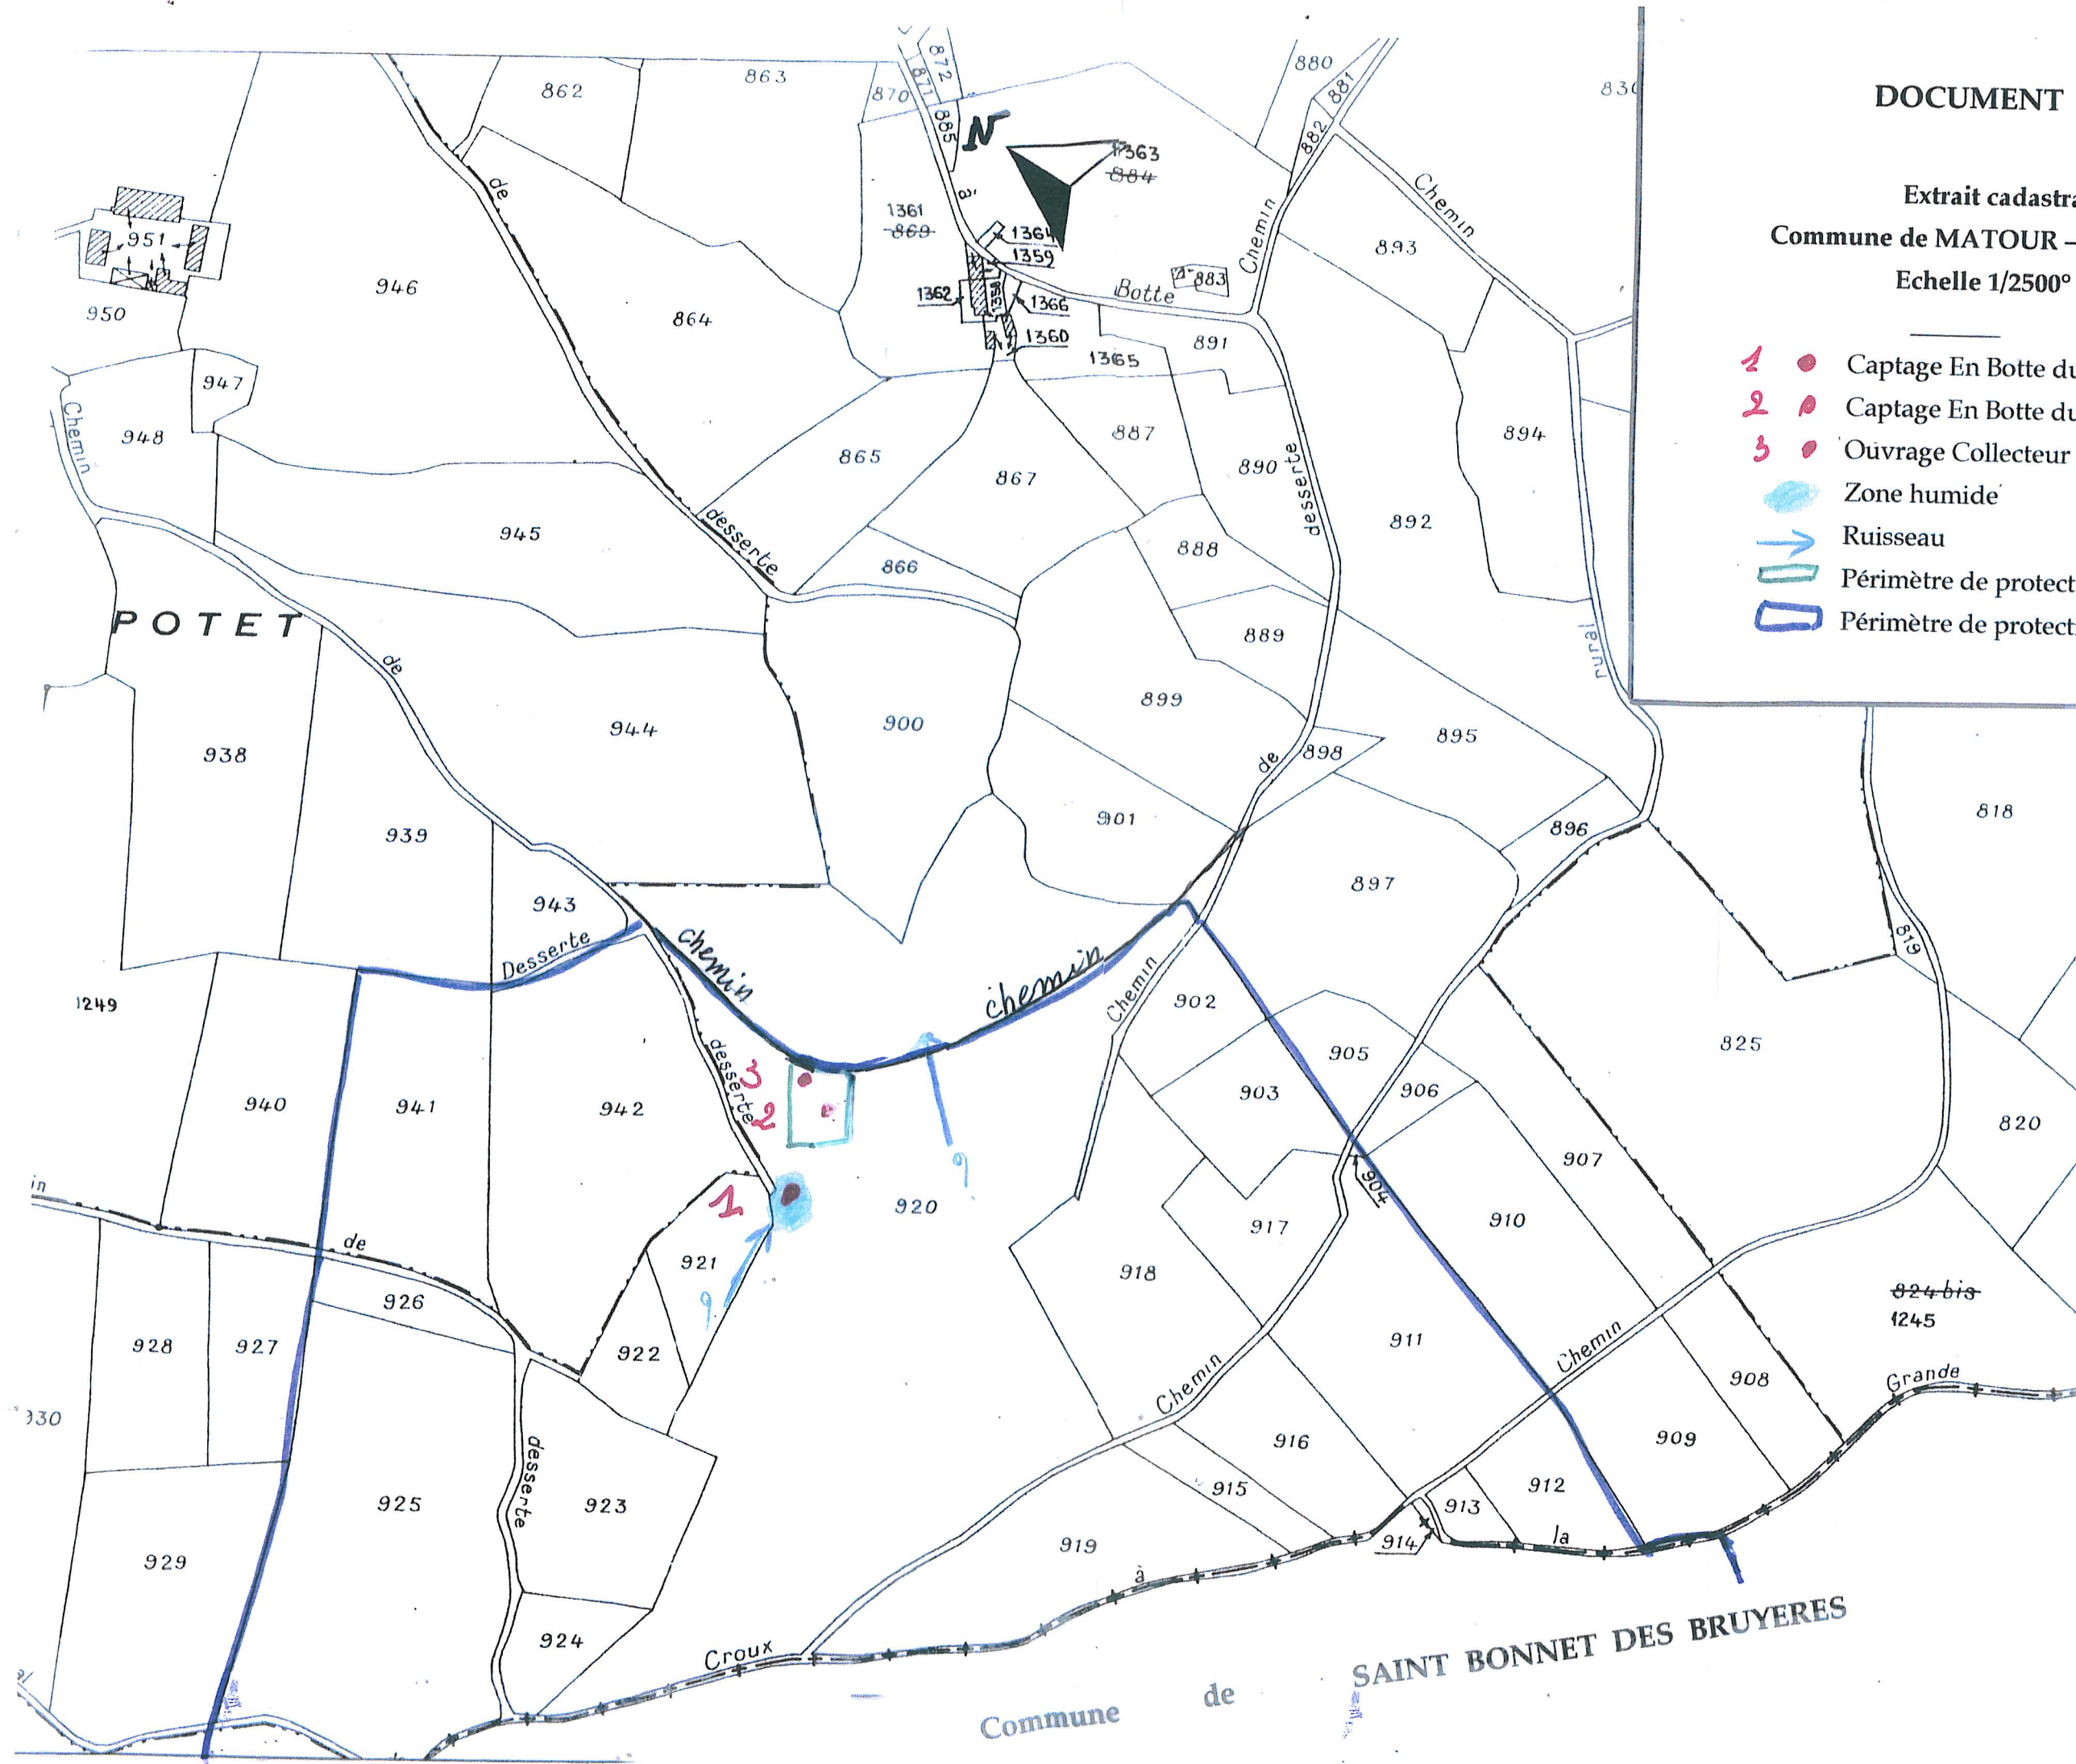 DOCUMENT
Extrait cadastra
Commune de MATOUR –
Echelle 1/2500°
1 Captage En Botte du
2 Captage En Botte du
3 Ouvrage Collecteur
Zone humide
Ruisseau
Périmètre de protect
Périmètre de protect
872
871
885
862
863
870
880
881
882
830
N
1363
884
à
1361
869
1364
1359
1362
1358
1366
1360
Botte
883
Chemin
Chemin
893
951
950
946
864
de
1365
891
947
948
Chemin
865
867
887
890
desserte
894
892
945
desserte
866
888
889
rural
POTET
de
938
944
900
899
898
895
de
939
901
896
818
943
897
Desserte
chemin
chemin
Chemin
819
1249
902
825
940
941
942
desserte
3
2
905
903
906
820
907
904
in
de
1
920
917
910
921
918
824 bis
1245
926
928
927
922
911
Chemin
Chemin
908
Grande
930
925
desserte
923
916
909
915
912
913
929
919
914
la
à
924
Croux
Commune de SAINT BONNET DES BRUYERES